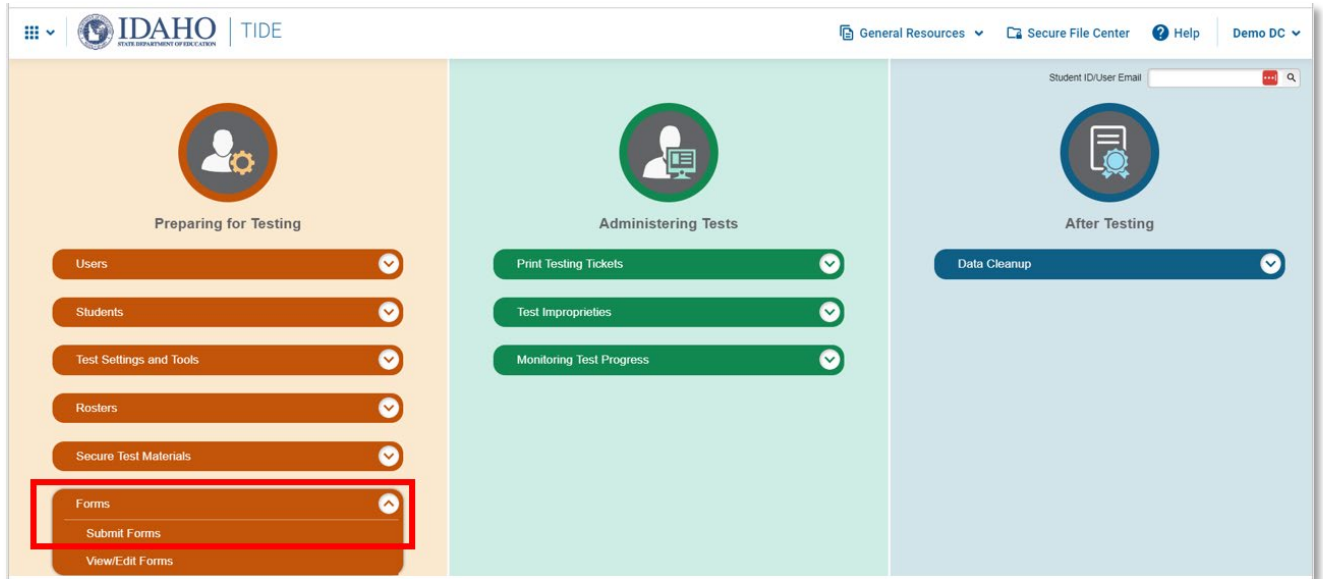 IDAHO
STATE DEPARTMENT OF EDUCATION
TIDE
General Resources
Secure File Center
Help
Demo DC
Student ID/User Email
Preparing for Testing
Users
Students
Test Settings and Tools
Rosters
Secure Test Materials
Forms
Submit Forms
View/Edit Forms
Administering Tests
Print Testing Tickets
Test Improprieties
Monitoring Test Progress
After Testing
Data Cleanup